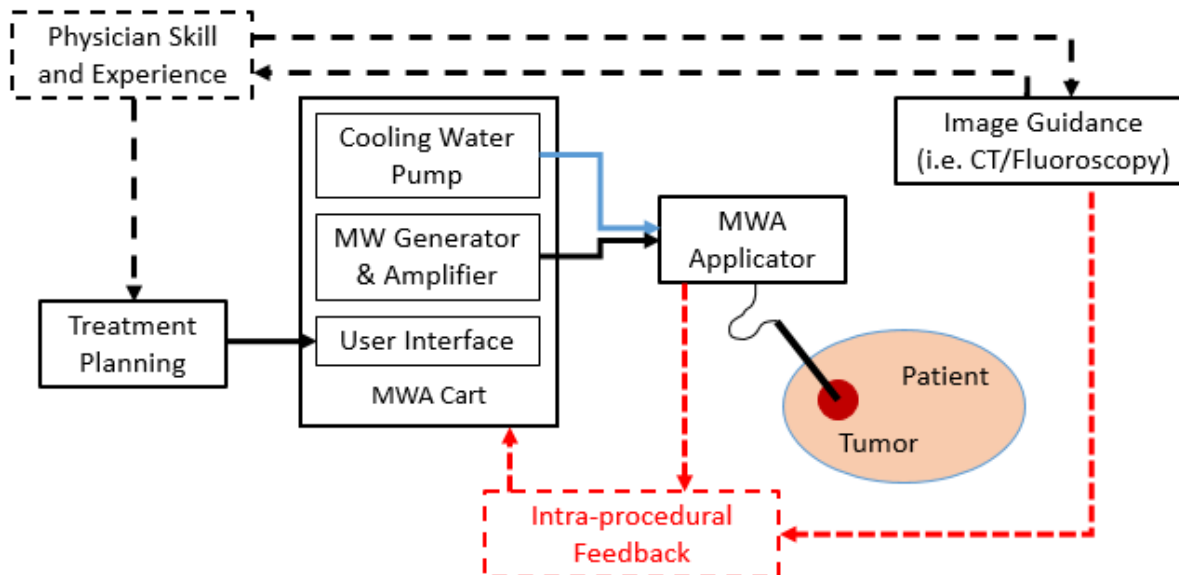 Physician Skill
and Experience
Image Guidance
(i.e. CT/Fluoroscopy)
Cooling Water
Pump
MW Generator
& Amplifier
User Interface
MWA Cart
MWA
Applicator
Treatment
Planning
Patient
Tumor
Intra-procedural
Feedback